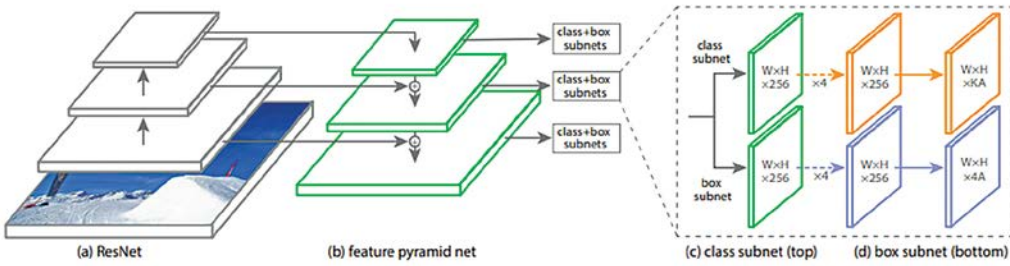 class+box
subnets
class+box
subnets
class+box
subnets
class
subnet
W×H
×256
×4
W×H
×256
W×H
×KA
box
subnet
W×H
×256
×4
W×H
×256
W×H
×4A
(a) ResNet
(b) feature pyramid net
(c) class subnet (top)
(d) box subnet (bottom)